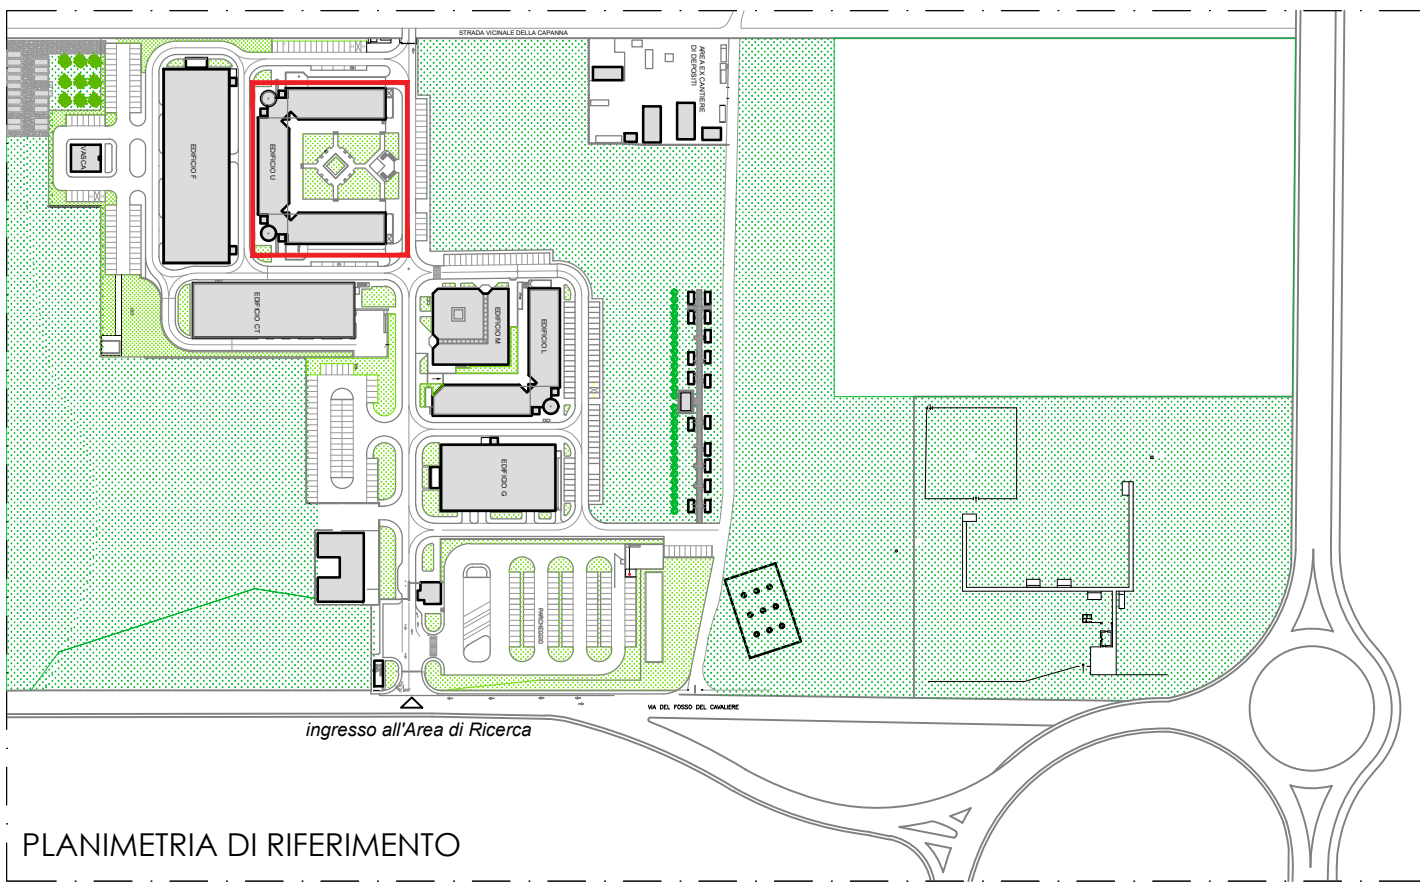 STRADA VICINALE DELLA CAPANNA
AREA EX CANTIERE
DI DEPOSITI
VASCA
EDIFICIO F
EDIFICIO U
EDIFICIO CT
EDIFICIO M
EDIFICIO L
EDIFICIO G
PARCHEGGIO
VIA DEL FOSSO DEL CAVALIERE
ingresso all'Area di Ricerca
PLANIMETRIA DI RIFERIMENTO